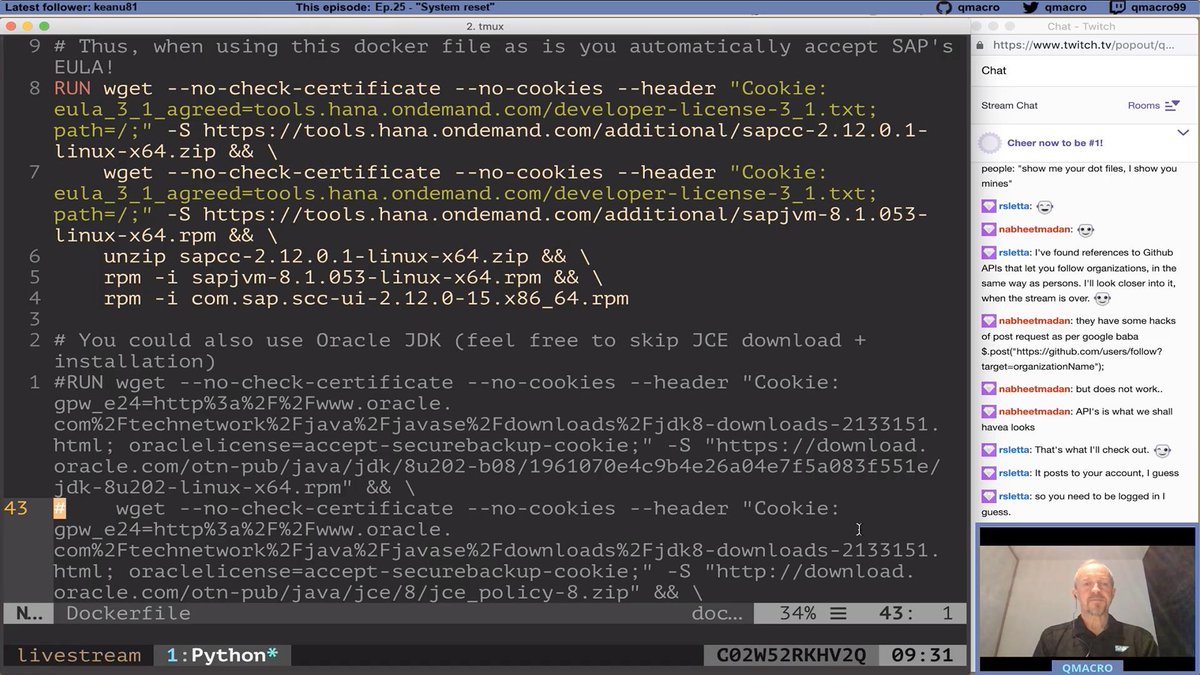 Latest follower: keanu81
This episode: Ep.25 - "System reset"
qmacro
qmacro
qmacro99
2. tmux
9 # Thus, when using this docker file as is you automatically accept SAP's
EULA!
8 RUN wget --no-check-certificate --no-cookies --header "Cookie:
eula_3_1_agreed=tools.hana.ondemand.com/developer-license-3_1.txt;
path=/;" -S https://tools.hana.ondemand.com/additional/sapcc-2.12.0.1-
linux-x64.zip && \
7 wget --no-check-certificate --no-cookies --header "Cookie:
eula_3_1_agreed=tools.hana.ondemand.com/developer-license-3_1.txt;
path=/;" -S https://tools.hana.ondemand.com/additional/sapjvm-8.1.053-
linux-x64.rpm && \
6 unzip sapcc-2.12.0.1-linux-x64.zip && \
5 rpm -i sapjvm-8.1.053-linux-x64.rpm && \
4 rpm -i com.sap.scc-ui-2.12.0-15.x86_64.rpm
3
2 # You could also use Oracle JDK (feel free to skip JCE download +
installation)
1 #RUN wget --no-check-certificate --no-cookies --header "Cookie:
gpw_e24=http%3a%2F%2Fwww.oracle.
com%2Ftechnetwork%2Fjava%2Fjavase%2Fdownloads%2Fjdk8-downloads-2133151.
html; oraclelicense=accept-securebackup-cookie;" -S "https://download.
oracle.com/otn-pub/java/jdk/8u202-b08/1961070e4c9b4e26a04e7f5a083f551e/
jdk-8u202-linux-x64.rpm" && \
43 # wget --no-check-certificate --no-cookies --header "Cookie:
gpw_e24=http%3a%2F%2Fwww.oracle.
com%2Ftechnetwork%2Fjava%2Fjavase%2Fdownloads%2Fjdk8-downloads-2133151.
html; oraclelicense=accept-securebackup-cookie;" -S "http://download.
oracle.com/otn-pub/java/jce/8/jce_policy-8.zip" && \
N... Dockerfile doc... 34% ☰ 43: 1
livestream 1:Python* C02W52RKHV2Q 09:31
Chat - Twitch
https://www.twitch.tv/popout/q...
Chat
Stream Chat Rooms
Cheer now to be #1!
people: "show me your dot files, I show you
mines"
rsletta:
nabheetmadan:
rsletta: I've found references to Github
APIs that let you follow organizations, in the
same way as persons. I'll look closer into it,
when the stream is over.
nabheetmadan: they have some hacks
of post request as per google baba
$.post("https://github.com/users/follow?
target=organizationName");
nabheetmadan: but does not work..
nabheetmadan: API's is what we shall
havea looks
rsletta: That's what I'll check out.
rsletta: It posts to your account, I guess
rsletta: so you need to be logged in I
guess.
SAP
QMACRO